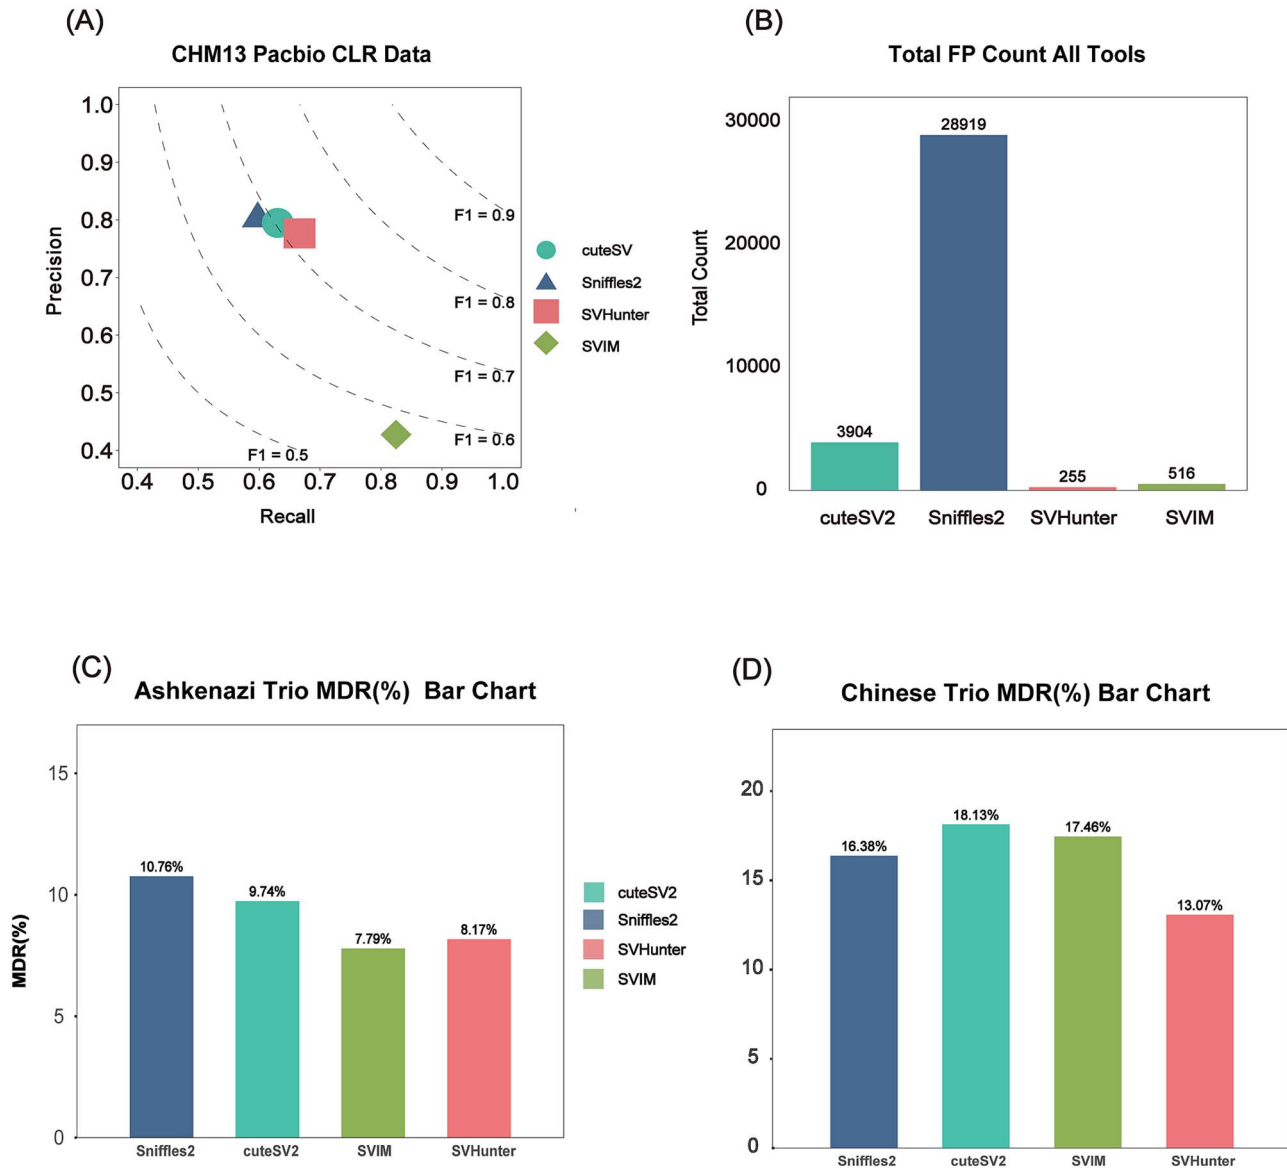 (A)
CHM13 Pacbio CLR Data
1.0
0.9
0.8
0.7
0.6
0.5
0.4
Precision
F1 = 0.9
F1 = 0.8
F1 = 0.7
F1 = 0.6
F1 = 0.5
0.4 0.5 0.6 0.7 0.8 0.9 1.0
Recall
cuteSV
Sniffles2
SVHunter
SVIM
(B)
Total FP Count All Tools
30000
20000
10000
0
Total Count
3904
28919
255
516
cuteSV2 Sniffles2 SVHunter SVIM
(C)
Ashkenazi Trio MDR(%) Bar Chart
15
10
5
0
MDR(%)
10.76%
9.74%
7.79%
8.17%
Sniffles2 cuteSV2 SVIM SVHunter
cuteSV2
Sniffles2
SVHunter
SVIM
(D)
Chinese Trio MDR(%) Bar Chart
20
15
10
5
0
16.38%
18.13%
17.46%
13.07%
Sniffles2 cuteSV2 SVIM SVHunter